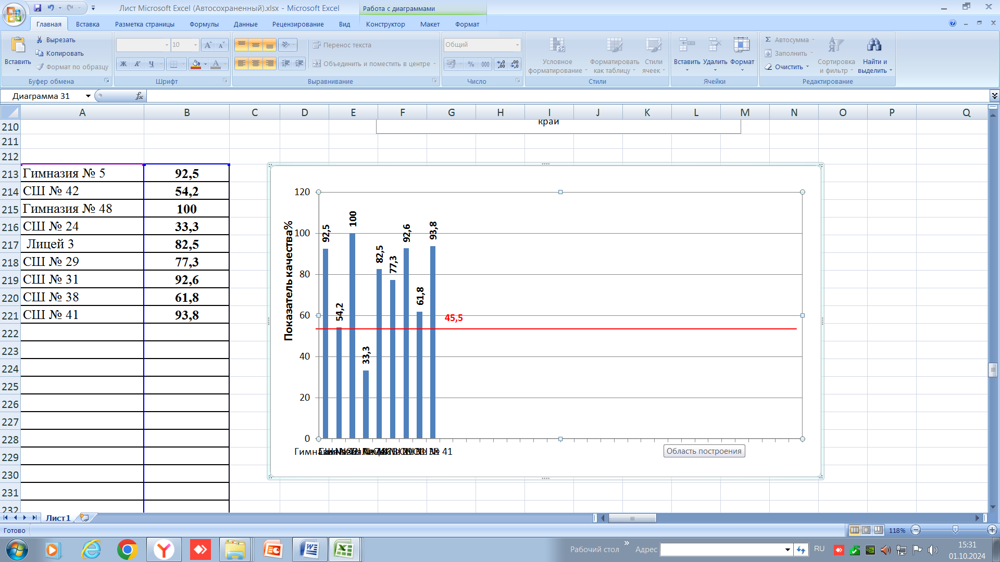 Лист Microsoft Excel (Автосохраненный).xlsx - Microsoft Excel
Работа с диаграммами
Главная Вставка Разметка страницы Формулы Данные Рецензирование Вид Конструктор Макет Формат
Вставить
Вырезать
Копировать
Формат по образцу
Буфер обмена
10
Ж К Ч
Шрифт
Перенос текста
Объединить и поместить в центре
Выравнивание
Общий
% 000
Число
Условное форматирование
Форматировать как таблицу
Стили ячеек
Стили
Вставить Удалить Формат
Ячейки
Σ Автосумма
Заполнить
Очистить
Сортировка и фильтр
Найти и выделить
Редактирование
Диаграмма 31
fx
A B C D E F G H I J K L M N O P Q
210
край
211
212
213 Гимназия № 5 92,5
214 СШ № 42 54,2
215 Гимназия № 48 100
216 СШ № 24 33,3
217 Лицей 3 82,5
218 СШ № 29 77,3
219 СШ № 31 92,6
220 СШ № 38 61,8
221 СШ № 41 93,8
222
223
224
225
226
227
228
229
230
231
232
Показатель качества%
120
100
80
60
40
20
0
92,5
54,2
100
33,3
82,5
77,3
92,6
61,8
93,8
45,5
№ 41
Область построения
Лист1
Готово
118%
Рабочий стол » Адрес
RU
15:31
01.10.2024